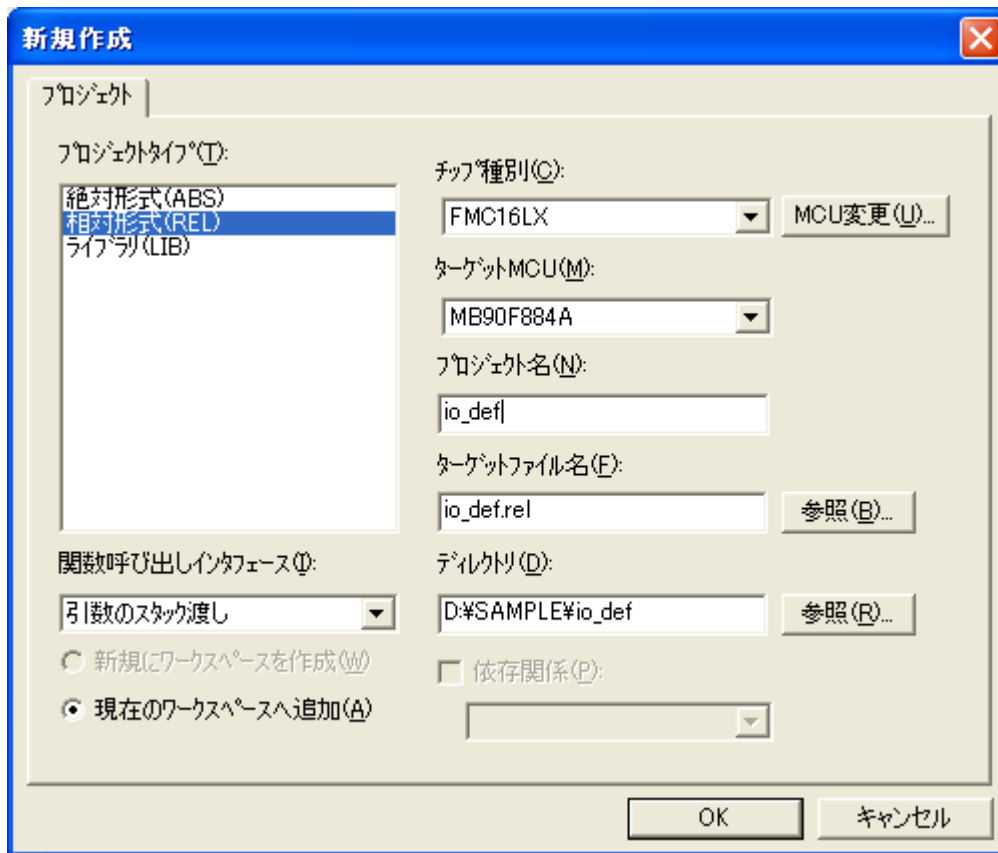 新規作成
プロジェクト
プロジェクトタイプ(T):
絶対形式(ABS)
相対形式(REL)
ライブラリ(LIB)
関数呼び出しインタフェース(I):
引数のスタック渡し
新規にワークスペースを作成(W)
現在のワークスペースへ追加(A)
チップ種別(C):
FMC16LX
MCU変更(U)...
ターゲットMCU(M):
MB90F884A
プロジェクト名(N):
io_def
ターゲットファイル名(F):
io_def.rel
参照(B)...
ディレクトリ(D):
D:¥SAMPLE¥io_def
参照(R)...
依存関係(P):
OK
キャンセル